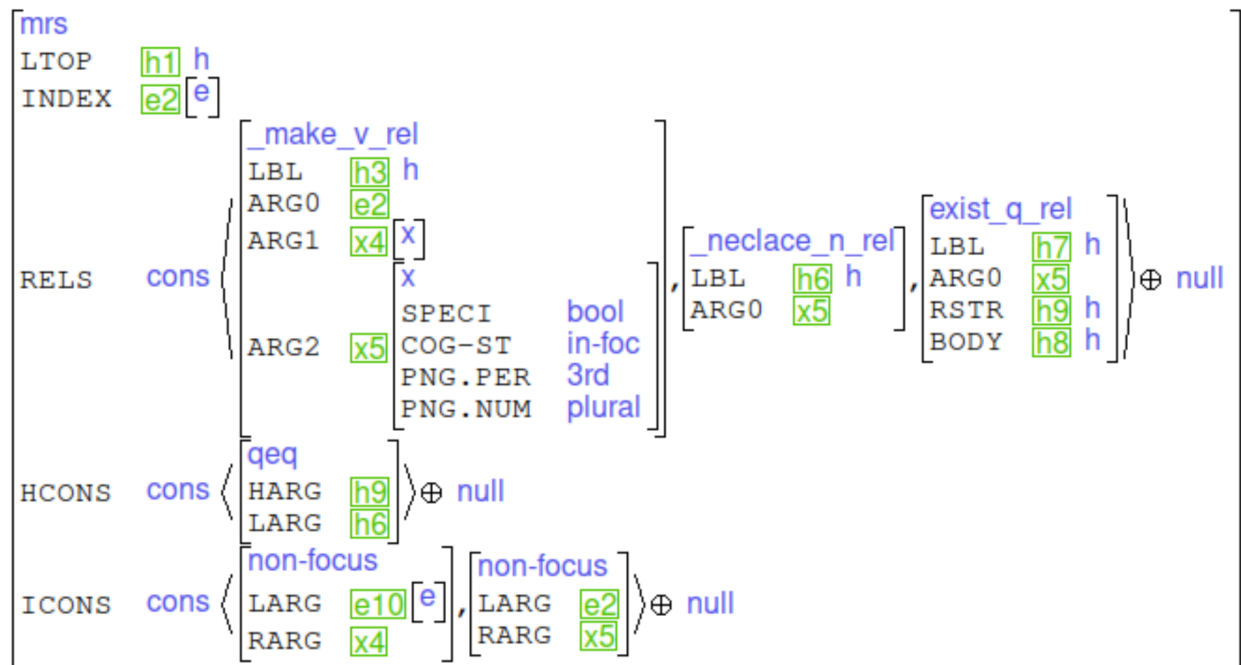 mrs
LTOP h1 h
INDEX e2 [e]
RELS cons ⟨ [_make_v_rel
LBL h3 h
ARG0 e2
ARG1 x4 [x]
ARG2 x5 [x
SPECI bool
COG-ST in-foc
PNG.PER 3rd
PNG.NUM plural]],
[_neclace_n_rel
LBL h6 h
ARG0 x5],
[exist_q_rel
LBL h7 h
ARG0 x5
RSTR h9 h
BODY h8 h] ⟩ ⊕ null
HCONS cons ⟨ [qeq
HARG h9
LARG h6] ⟩ ⊕ null
ICONS cons ⟨ [non-focus
LARG e10 [e]
RARG x4],
[non-focus
LARG e2
RARG x5] ⟩ ⊕ null